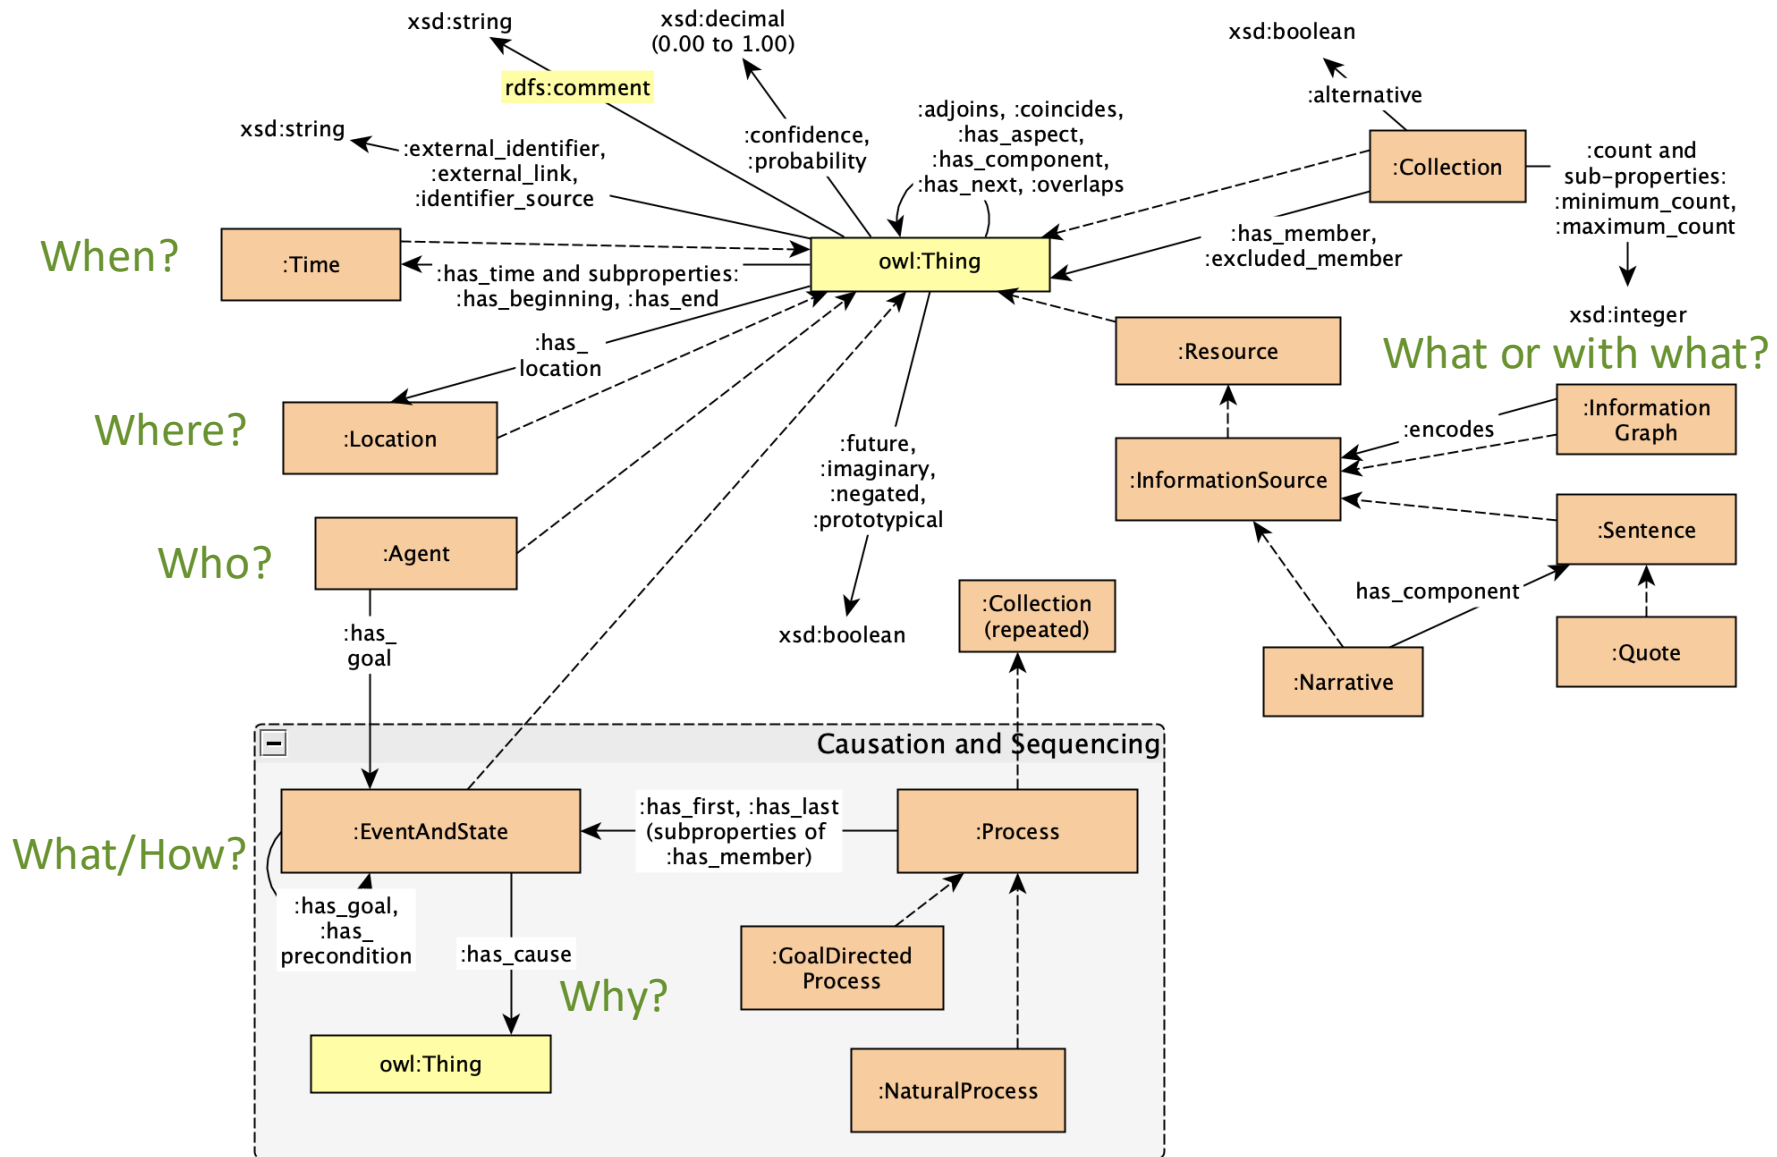 xsd:string
xsd:decimal
(0.00 to 1.00)
xsd:boolean
rdfs:comment
:alternative
xsd:string
:external_identifier,
:external_link,
:identifier_source
:confidence,
:probability
:adjoins, :coincides,
:has_aspect,
:has_component,
:has_next, :overlaps
:Collection
:count and
sub-properties:
:minimum_count,
:maximum_count
When?
:Time
:has_time and subproperties:
:has_beginning, :has_end
owl:Thing
:has_member,
:excluded_member
xsd:integer
:has_
location
:Resource
What or with what?
Where?
:Location
:future,
:imaginary,
:negated,
:prototypical
:encodes
:Information
Graph
:InformationSource
:Sentence
Who?
:Agent
:has_
goal
xsd:boolean
:Collection
(repeated)
has_component
:Narrative
:Quote
Causation and Sequencing
What/How?
:EventAndState
:has_first, :has_last
(subproperties of
:has_member)
:Process
:has_goal,
:has_
precondition
:has_cause
Why?
:GoalDirected
Process
owl:Thing
:NaturalProcess